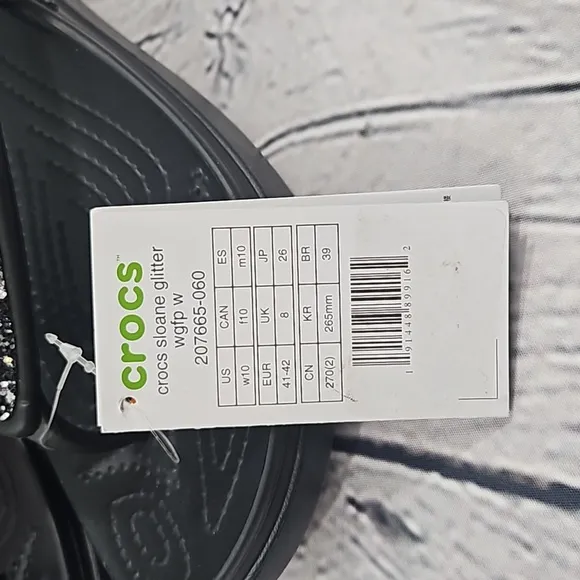 crocs™
crocs sloane glitter
wgfp w
207665-060
US CAN ES
w10 f10 m10
EUR UK JP
41-42 8 26
CN KR BR
270(2) 265mm 39
1 91448 89916 2